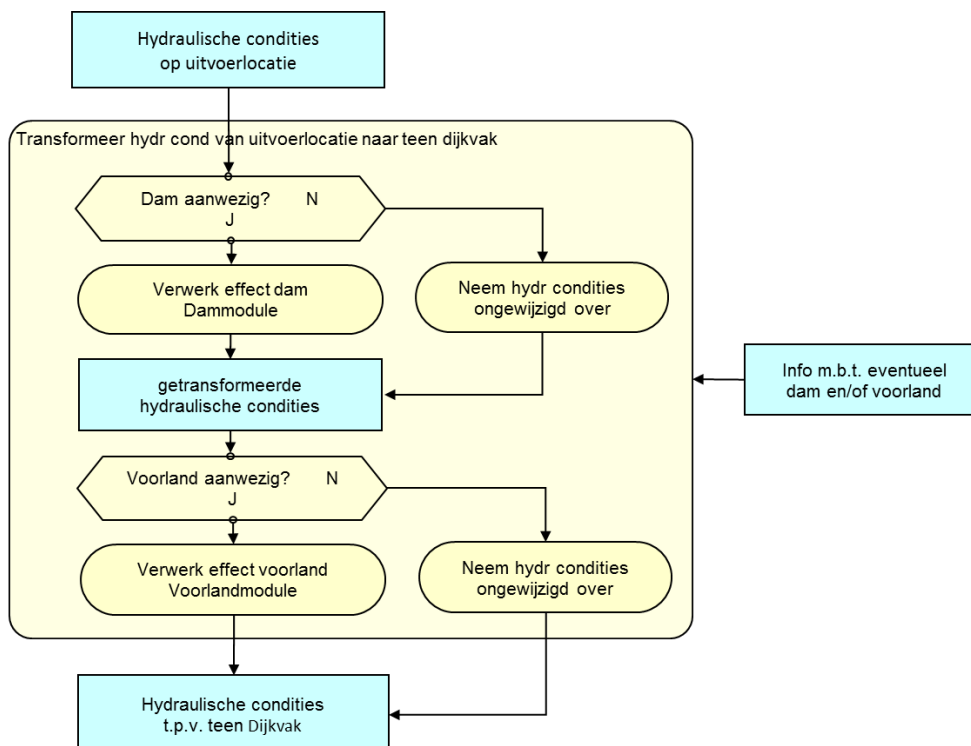 Hydraulische condities
op uitvoerlocatie
Transformeer hydr cond van uitvoerlocatie naar teen dijkvak
Dam aanwezig? N
J
Verwerk effect dam
Dammodule
Neem hydr condities
ongewijzigd over
getransformeerde
hydraulische condities
Info m.b.t. eventueel
dam en/of voorland
Voorland aanwezig? N
J
Verwerk effect voorland
Voorlandmodule
Neem hydr condities
ongewijzigd over
Hydraulische condities
t.p.v. teen Dijkvak